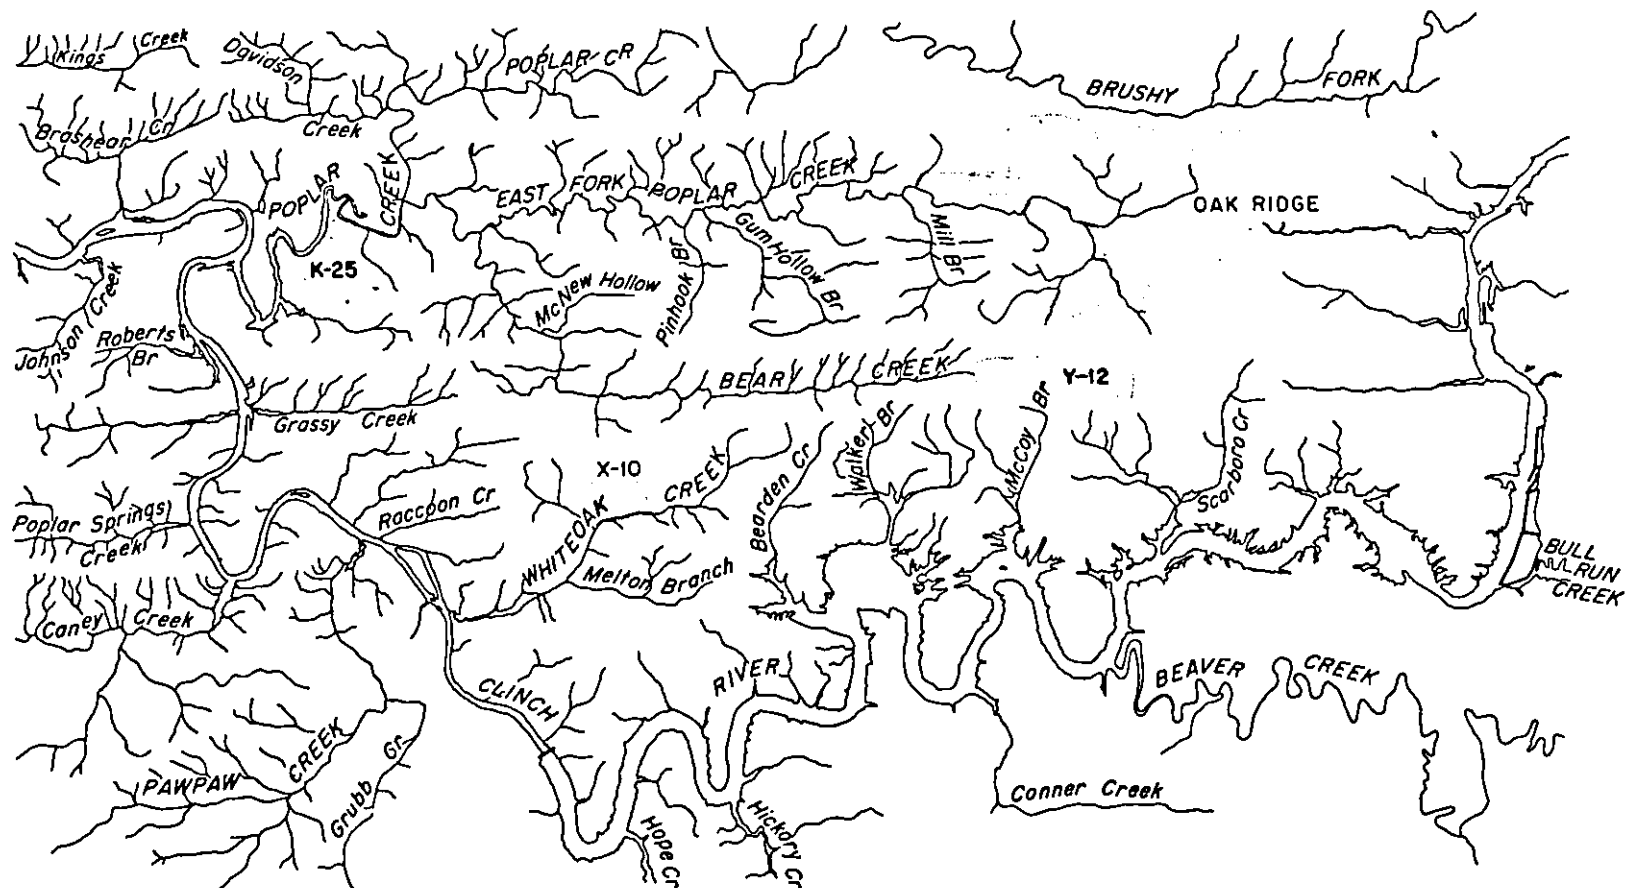 Kings Creek
Davidson
POPLAR CR
BRUSHY FORK
Brashear Cr
Creek
POPLAR CREEK
EAST FORK POPLAR CREEK
OAK RIDGE
K-25
Johnson Creek
Roberts
Br
McNew Hollow
Pinhook Br
Gum Hollow Br
Mill Br
BEARY CREEK
Y-12
Grassy Creek
X-10
WHITEOAK CREEK
Bearden Cr
Walker Br
McCoy Br
Scarboro Cr
Poplar Springs
Creek
Raccoon Cr
Melton Branch
BULL
RUN
CREEK
Caney Creek
CLINCH RIVER
BEAVER CREEK
PAWPAW CREEK
Grubb Gr
Hope Cr
Hickory Cr
Conner Creek